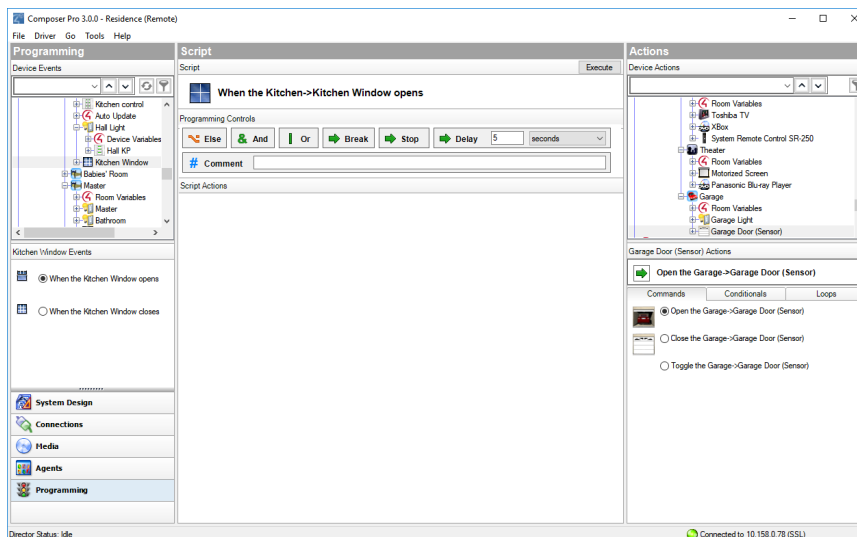 Composer Pro 3.0.0 - Residence (Remote)
File Driver Go Tools Help
Programming
Device Events
Kitchen control
Auto Update
Hall Light
Device Variables
Hall KP
Kitchen Window
Babies' Room
Master
Room Variables
Master
Bathroom
Kitchen Window Events
When the Kitchen Window opens
When the Kitchen Window closes
System Design
Connections
Media
Agents
Programming
Script
Script
Execute
When the Kitchen->Kitchen Window opens
Programming Controls
Else & And Or Break Stop Delay 5 seconds
# Comment
Script Actions
Actions
Device Actions
Room Variables
Toshiba TV
XBox
System Remote Control SR-250
Theater
Room Variables
Motorized Screen
Panasonic Blu-ray Player
Garage
Room Variables
Garage Light
Garage Door (Sensor)
Garage Door (Sensor) Actions
Open the Garage->Garage Door (Sensor)
Commands Conditionals Loops
Open the Garage->Garage Door (Sensor)
Close the Garage->Garage Door (Sensor)
Toggle the Garage->Garage Door (Sensor)
Director Status: Idle
Connected to 10.158.0.78 (SSL)